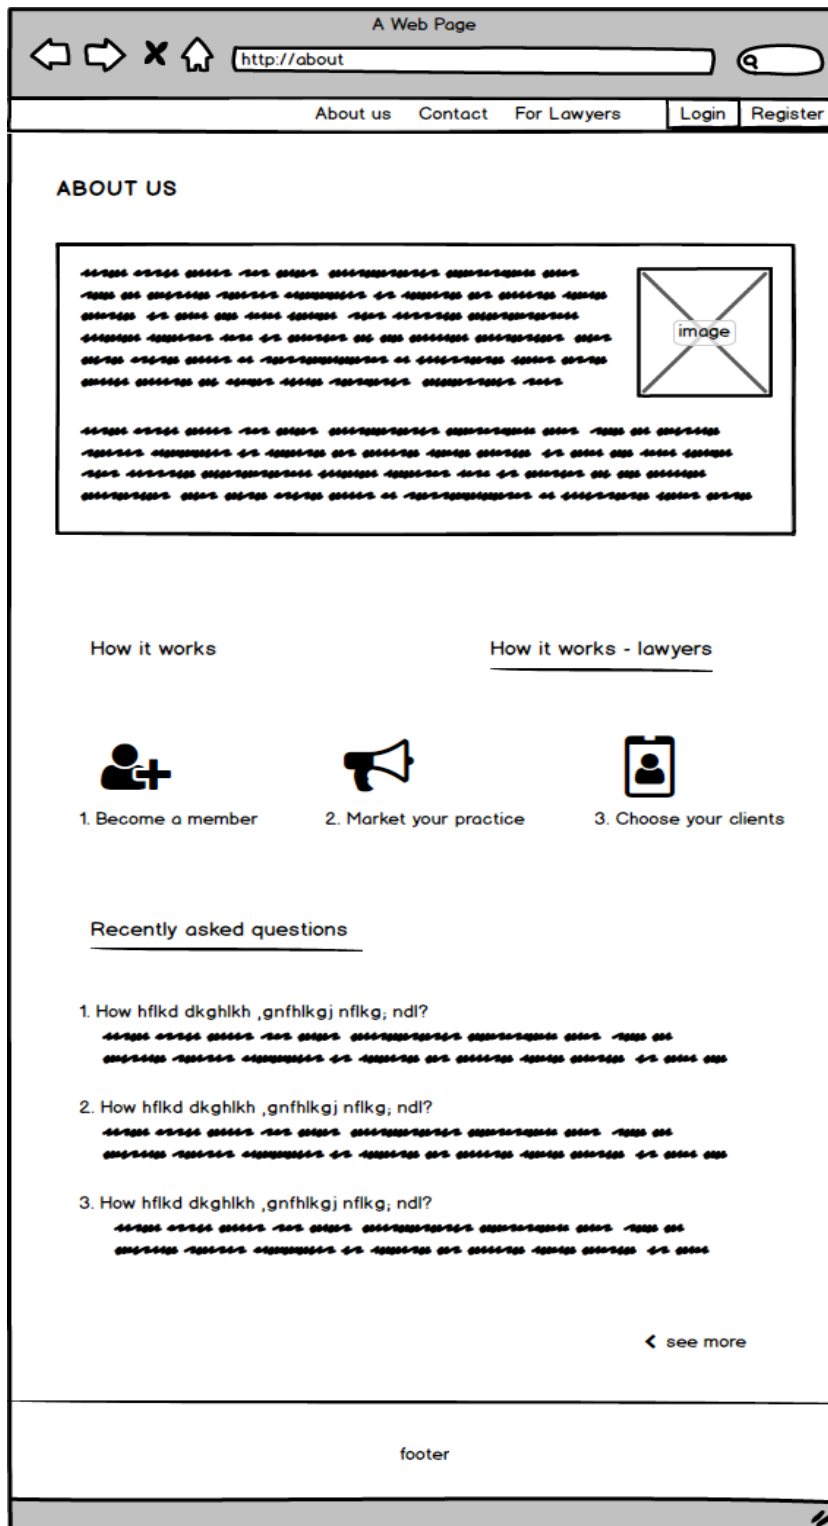 A Web Page
http://about
About us Contact For Lawyers Login Register
ABOUT US
image
How it works How it works - lawyers
1. Become a member 2. Market your practice 3. Choose your clients
Recently asked questions
1. How hflkd dkghlkh ,gnfhlkgj nflkg; ndl?
2. How hflkd dkghlkh ,gnfhlkgj nflkg; ndl?
3. How hflkd dkghlkh ,gnfhlkgj nflkg; ndl?
see more
footer